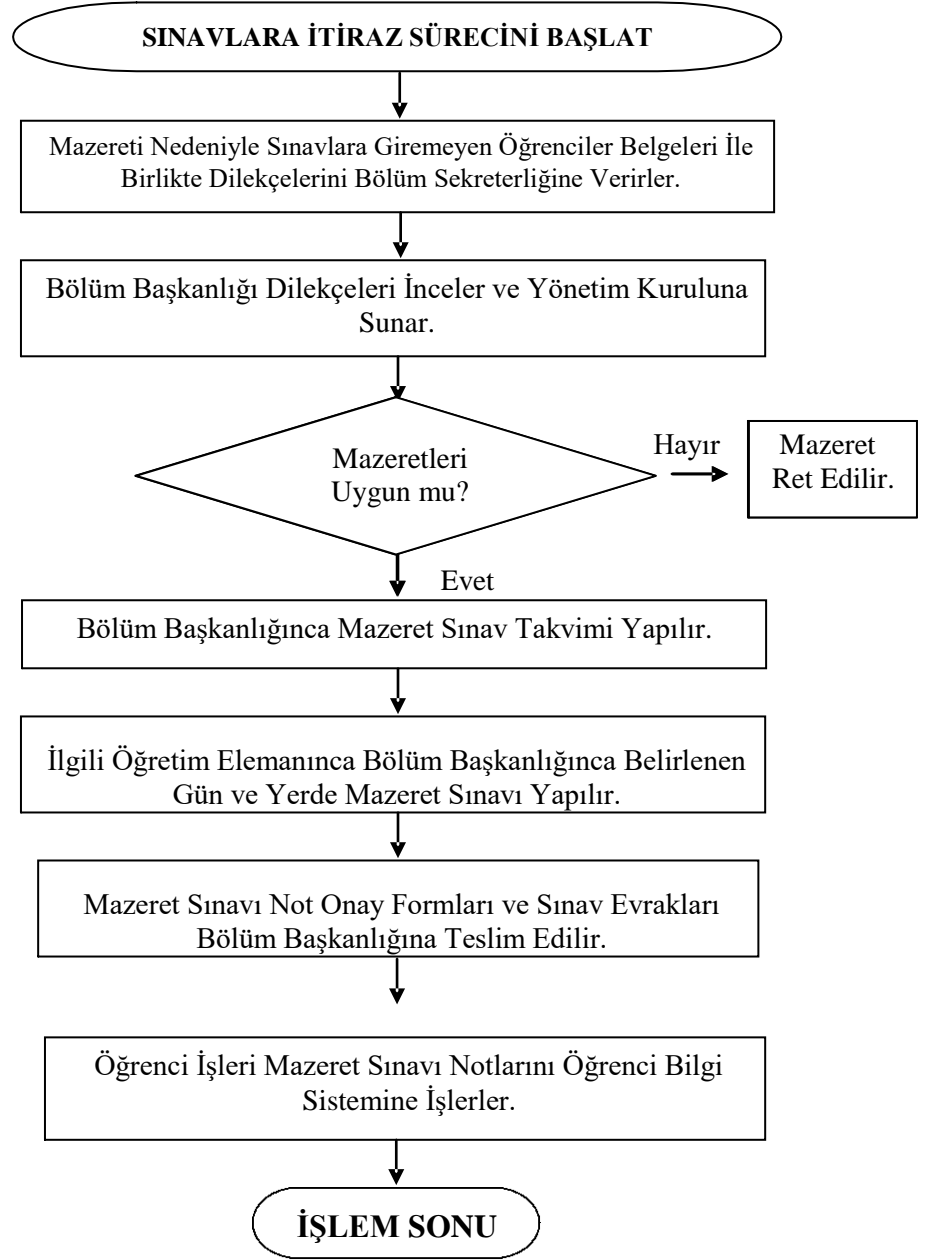 SINAVLARA İTİRAZ SÜRECİNİ BAŞLAT
Mazereti Nedeniyle Sınavlara Giremeyen Öğrenciler Belgeleri İle
Birlikte Dilekçelerini Bölüm Sekreterliğine Verirler.
Bölüm Başkanlığı Dilekçeleri İnceler ve Yönetim Kuruluna
Sunar.
Mazeretleri
Uygun mu?
Hayır
Mazeret
Ret Edilir.
Evet
Bölüm Başkanlığınca Mazeret Sınav Takvimi Yapılır.
İlgili Öğretim Elemanınca Bölüm Başkanlığınca Belirlenen
Gün ve Yerde Mazeret Sınavı Yapılır.
Mazeret Sınavı Not Onay Formları ve Sınav Evrakları
Bölüm Başkanlığına Teslim Edilir.
Öğrenci İşleri Mazeret Sınavı Notlarını Öğrenci Bilgi
Sistemine İşlerler.
İŞLEM SONU